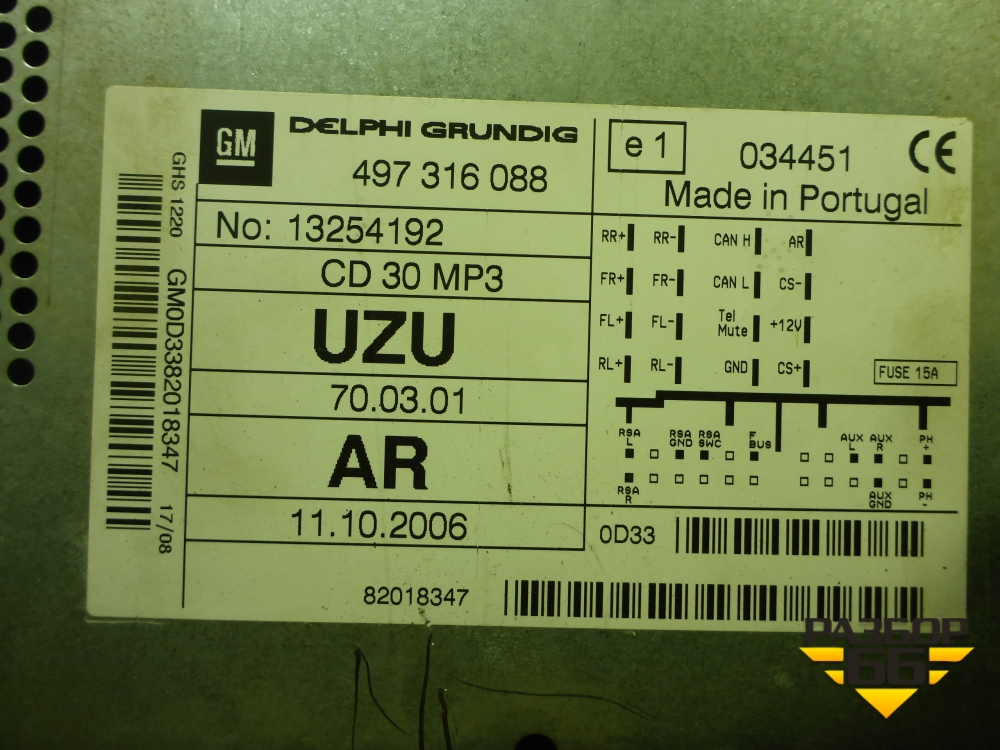 GM
DELPHI GRUNDIG
497 316 088
e 1
034451
CE
Made in Portugal
No: 13254192
CD 30 MP3
UZU
70.03.01
AR
11.10.2006
GHS 1220
GM0D3382018347
17/08
RR+ RR- CAN H AR
FR+ FR- CAN L CS-
FL+ FL- Tel Mute +12V
RL+ RL- GND CS+
FUSE 15A
RSA L
RSA GND
RSA SWC
F BUS
AUX L
AUX R
PH +
RSA R
AUX GND
PH -
0D33
82018347
РАЗБОР
66